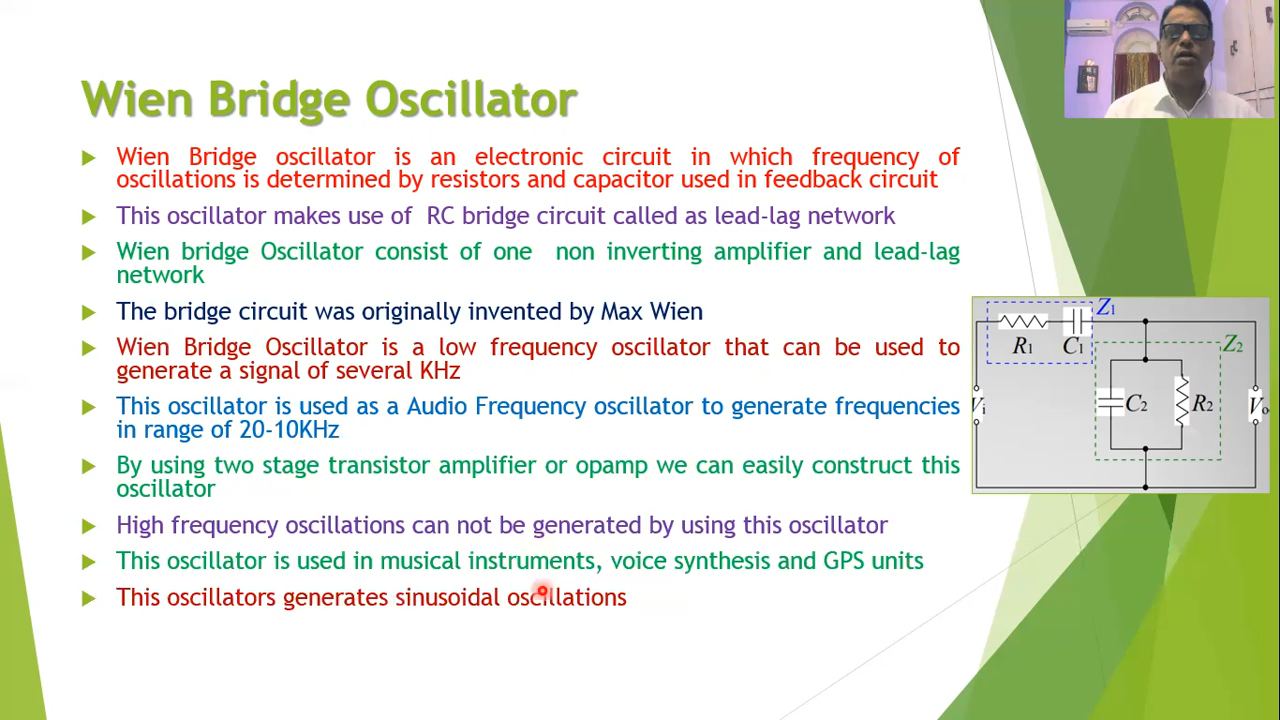 Wien Bridge Oscillator
Wien Bridge oscillator is an electronic circuit in which frequency of
oscillations is determined by resistors and capacitor used in feedback circuit
This oscillator makes use of RC bridge circuit called as lead-lag network
Wien bridge Oscillator consist of one non inverting amplifier and lead-lag
network
The bridge circuit was originally invented by Max Wien
Wien Bridge Oscillator is a low frequency oscillator that can be used to
generate a signal of several KHz
This oscillator is used as a Audio Frequency oscillator to generate frequencies
in range of 20-10KHz
By using two stage transistor amplifier or opamp we can easily construct this
oscillator
High frequency oscillations can not be generated by using this oscillator
This oscillator is used in musical instruments, voice synthesis and GPS units
This oscillators generates sinusoidal oscillations
Z1
R1 C1
Z2
Vi C2 R2 Vo